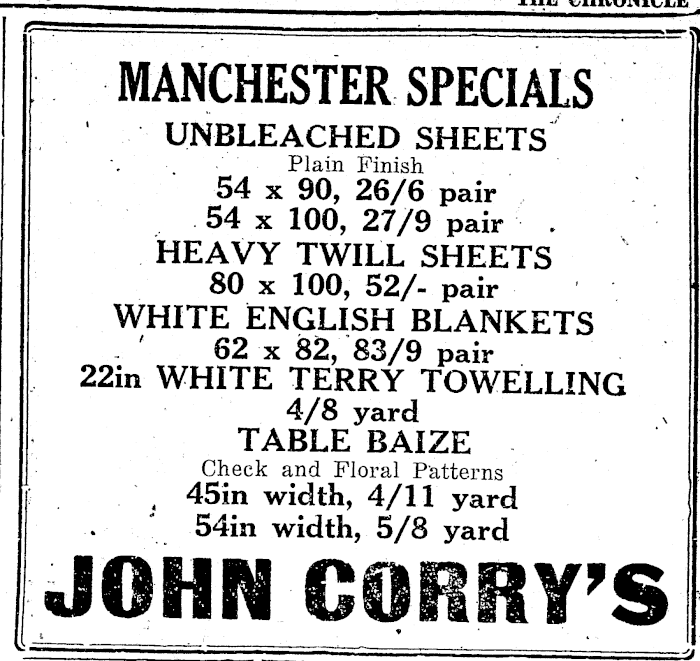 THE CHRONICLE
MANCHESTER SPECIALS
UNBLEACHED SHEETS
Plain Finish
54 x 90, 26/6 pair
54 x 100, 27/9 pair
HEAVY TWILL SHEETS
80 x 100, 52/- pair
WHITE ENGLISH BLANKETS
62 x 82, 83/9 pair
22in WHITE TERRY TOWELLING
4/8 yard
TABLE BAIZE
Check and Floral Patterns
45in width, 4/11 yard
54in width, 5/8 yard
JOHN CORRY'S